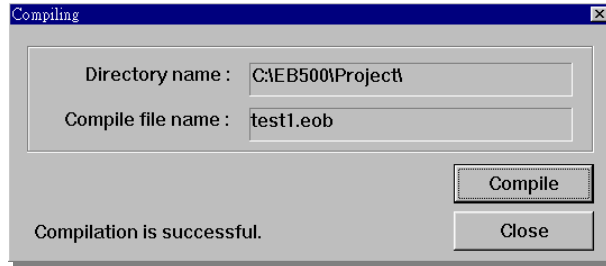 Compiling
Directory name : C:\EB500\Project\
Compile file name : test1.eob
Compile
Compilation is successful.
Close